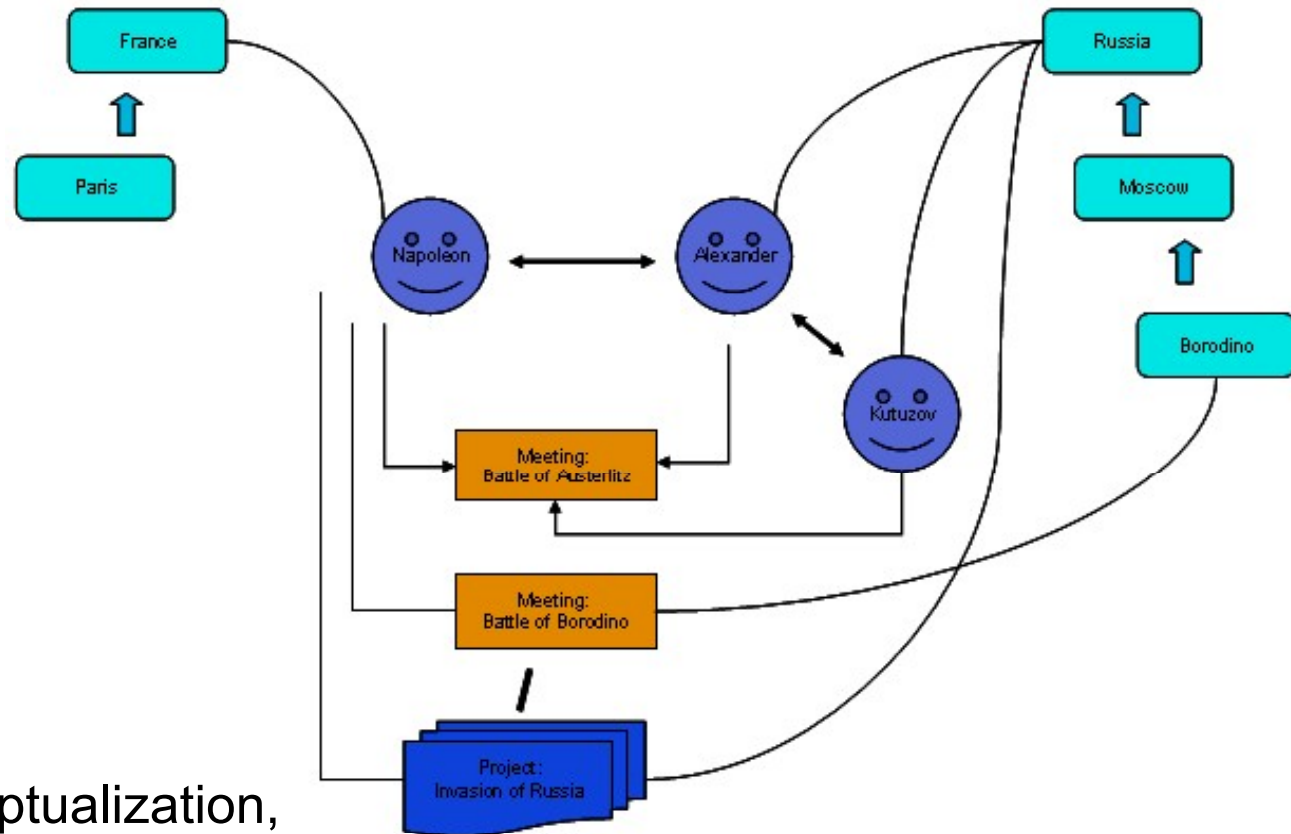 France
Russia
Paris
Moscow
Napoleon
Alexander
Borodino
Kutuzov
Meeting:
Battle of Austerlitz
Meeting:
Battle of Borodino
Project:
Invasion of Russia
ptualization,